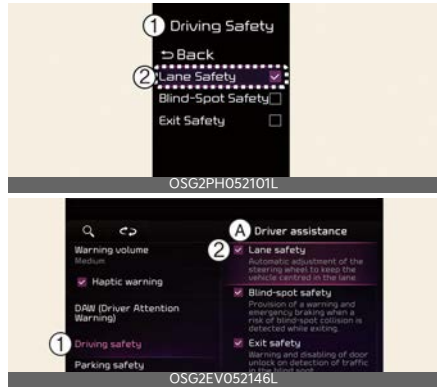 1 Driving Safety
Back
2 Lane Safety
Blind-Spot Safety
Exit Safety
OSG2PH052101L
A Driver assistance
Warning volume
Medium
2 Lane safety
Automatic adjustment of the
steering wheel to keep the
vehicle centred in the lane
Haptic warning
Blind-spot safety
Provision of a warning and
emergency braking when a
risk of blind-spot collision is
detected while exiting.
DAW (Driver Attention
Warning)
1 Driving safety
Exit safety
Warning and disabling of door
unlock on detection of traffic
in the blind spot
Parking safety
OSG2EV052146L